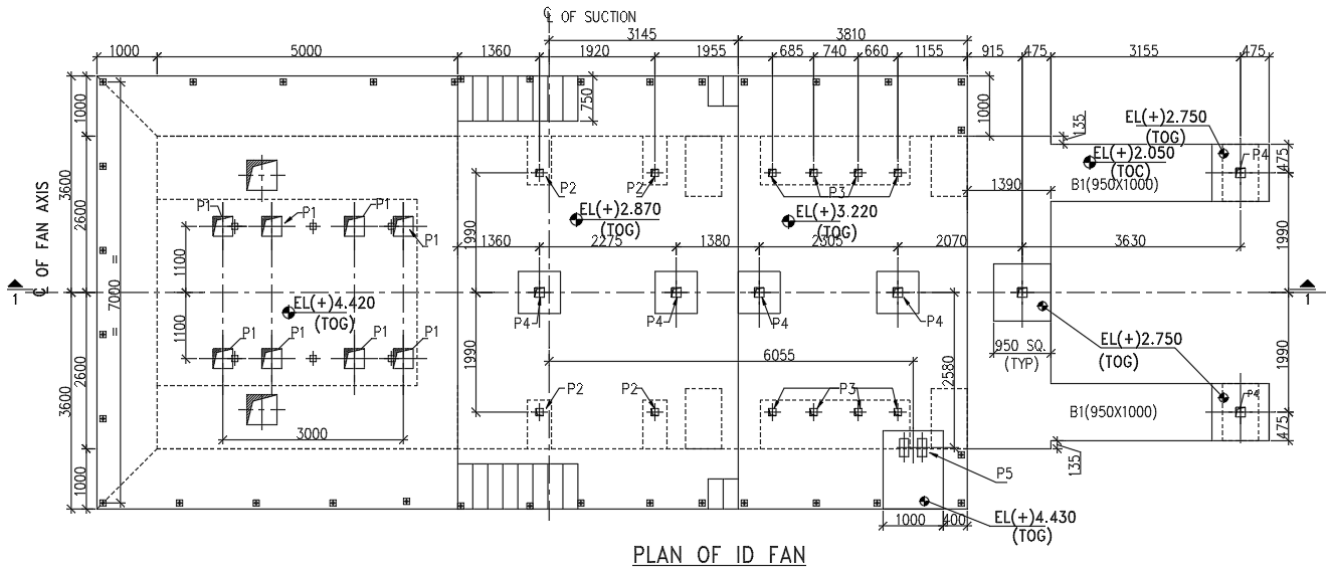 ℄ OF SUCTION
3145 3810
1000 5000 1360 1920 1955 685 740 660 1155 915 475 3155 475
1000 750 1000 135
EL(+)2.750
(TOG)
EL(+)2.050
(TOC)
P4 475
B1(950X1000)
1390
P2 P2 P3
3600 2600
℄ OF FAN AXIS
P1 P1 P1 P1
EL(+)2.870
(TOG)
EL(+)3.220
(TOG)
1990 1990
1360 2275 1380 2305 2070 3630
1100
7000
=
=
1 1
EL(+)4.420
(TOG)
P4 P4 P4 P4
1100
P1 P1 P1 P1
950 SQ.
(TYP)
EL(+)2.750
(TOG)
6055
1990 2580 1990
2600 3600
P2 P2 P3
B1(950X1000)
P4 475
3000
135
P5
1000
1000 400
EL(+)4.430
(TOG)
PLAN OF ID FAN